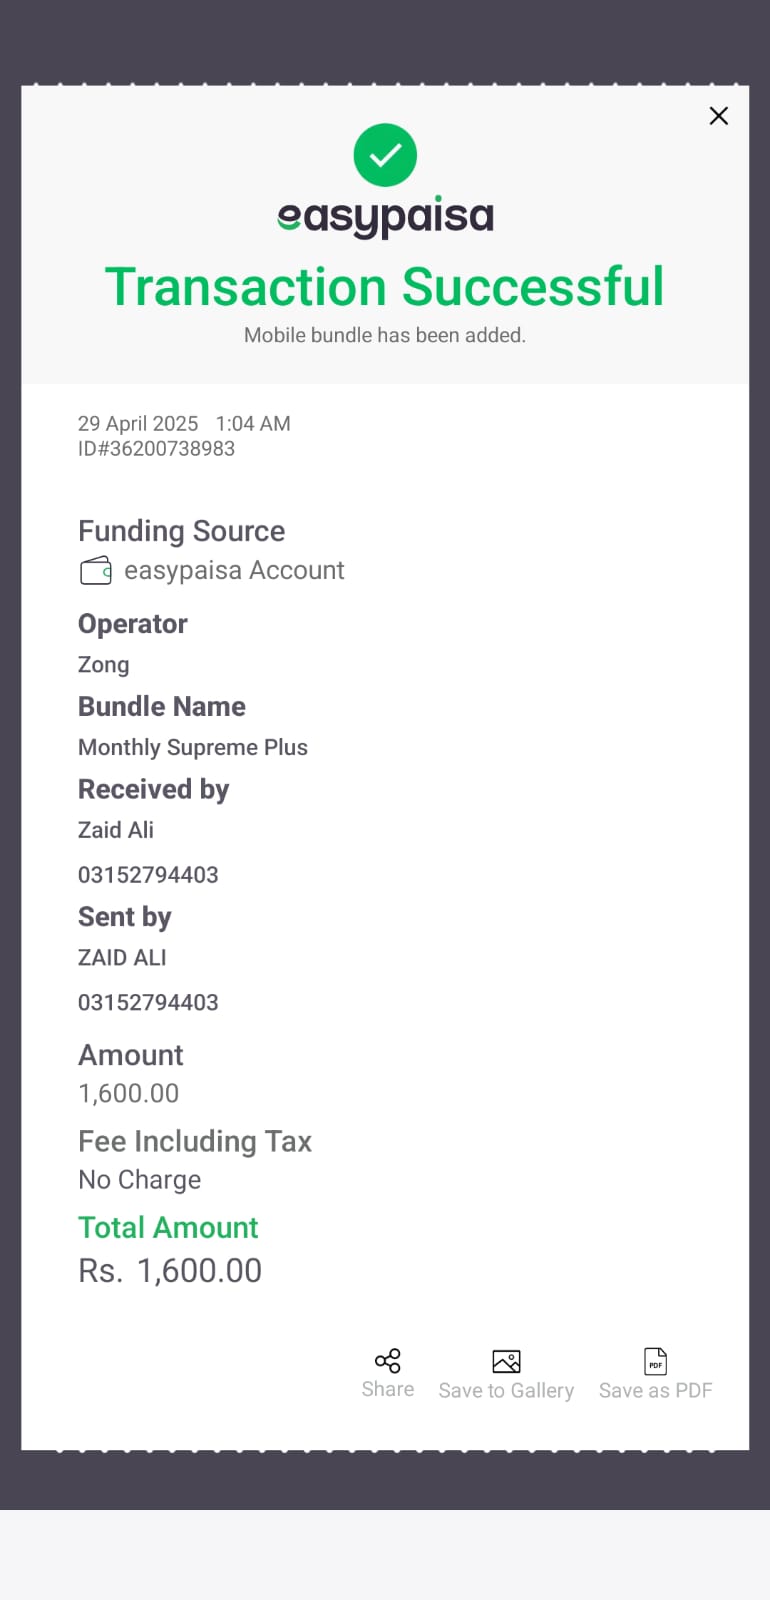 easypaisa
Transaction Successful
Mobile bundle has been added.
29 April 2025 1:04 AM
ID#36200738983
Funding Source
easypaisa Account
Operator
Zong
Bundle Name
Monthly Supreme Plus
Received by
Zaid Ali
03152794403
Sent by
ZAID ALI
03152794403
Amount
1,600.00
Fee Including Tax
No Charge
Total Amount
Rs. 1,600.00
PDF
Share Save to Gallery Save as PDF